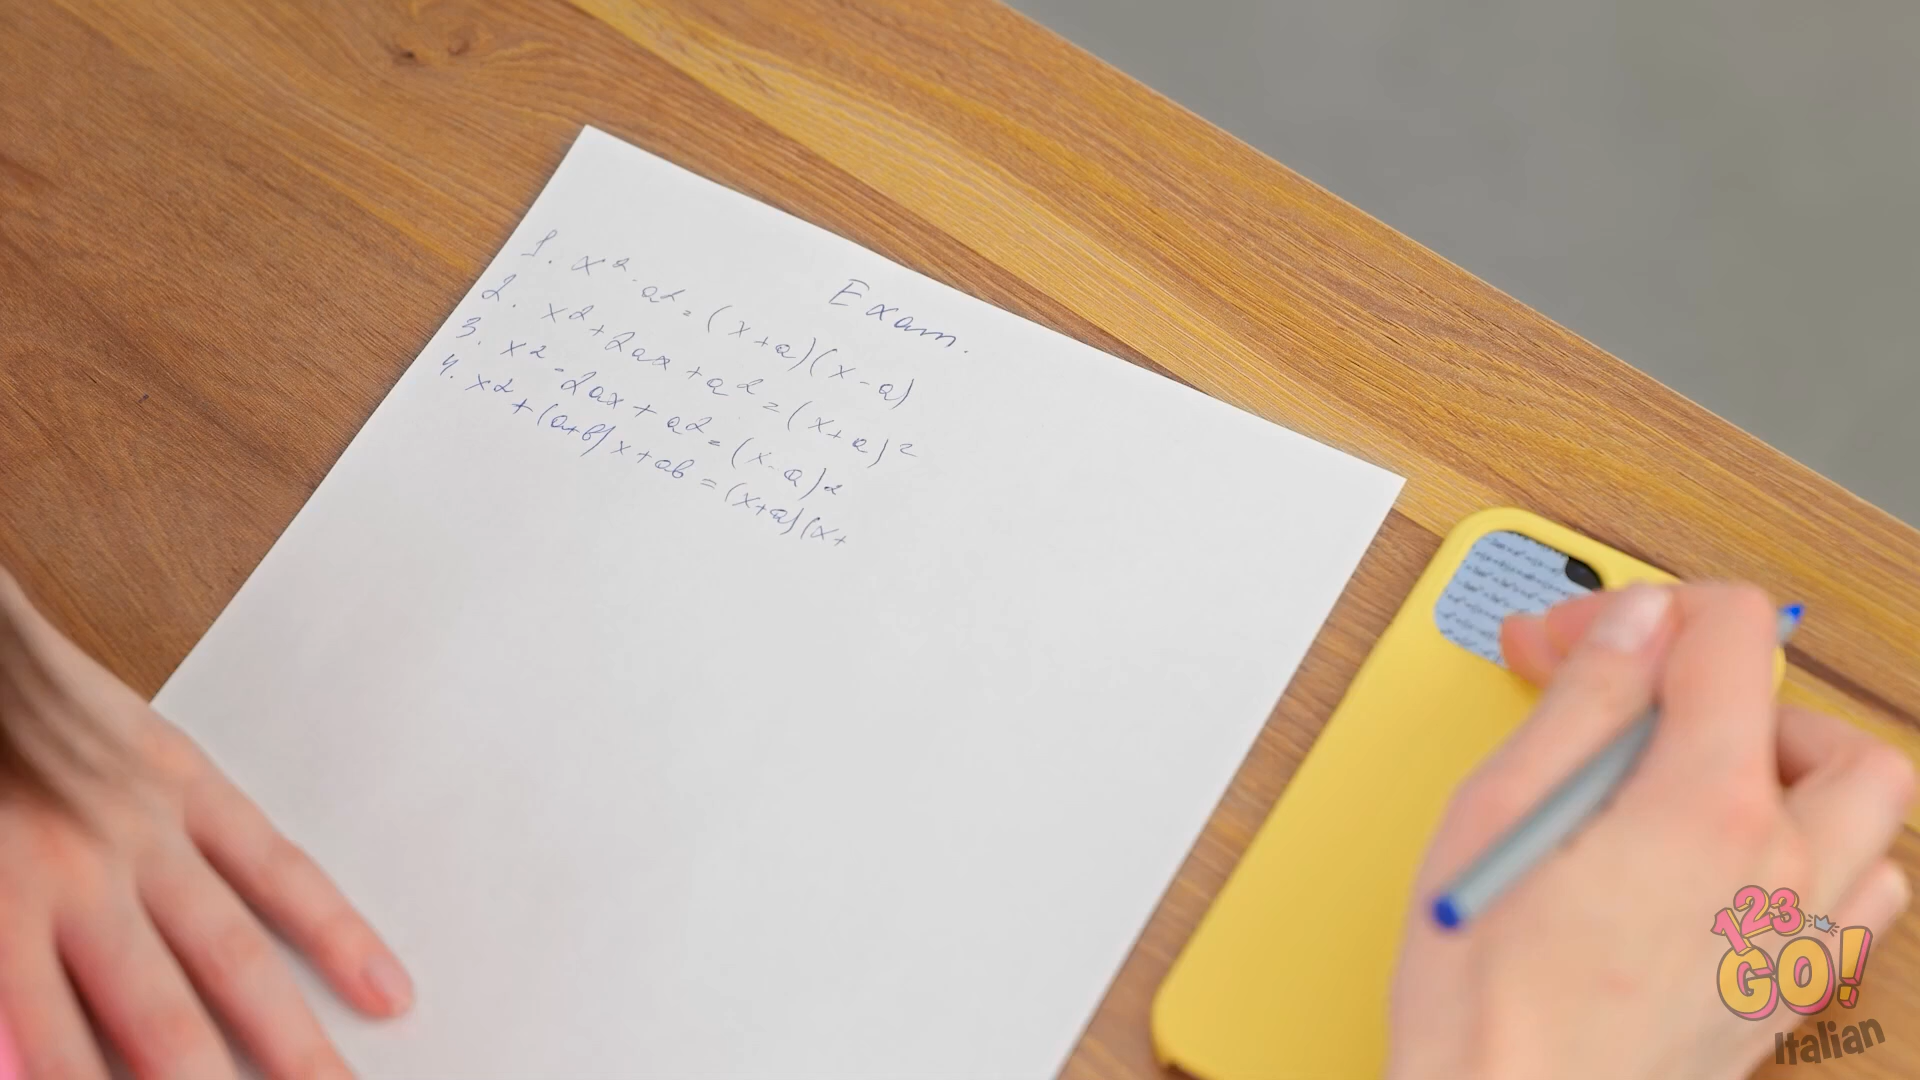 Exam.
1. x² - a² = (x+a)(x-a)
2. x² + 2ax + a² = (x+a)²
3. x² - 2ax + a² = (x-a)²
4. x² + (a+b)x + ab = (x+a)(x+
123
GO!
Italian